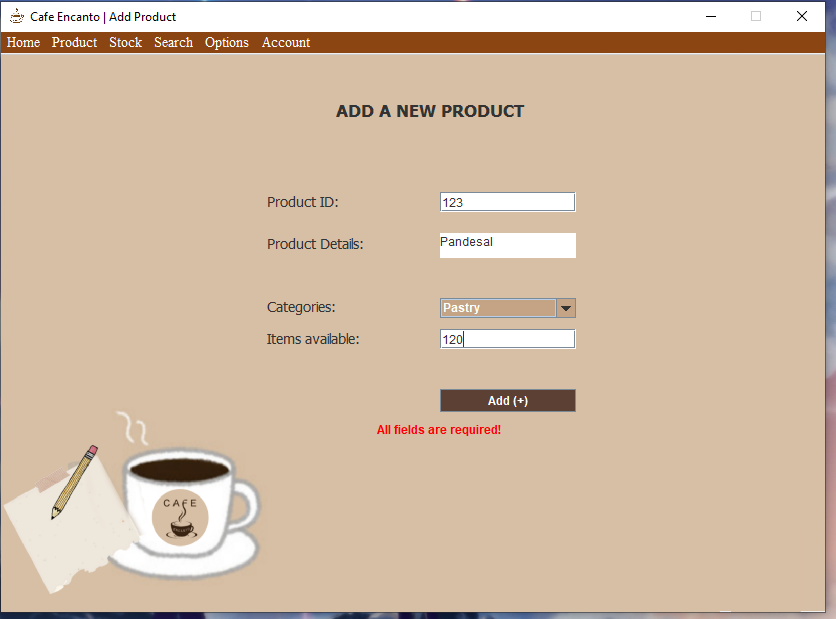 Cafe Encanto | Add Product
Home Product Stock Search Options Account
ADD A NEW PRODUCT
Product ID: 123
Product Details: Pandesal
Categories: Pastry
Items available: 120
Add (+)
All fields are required!
CAFE